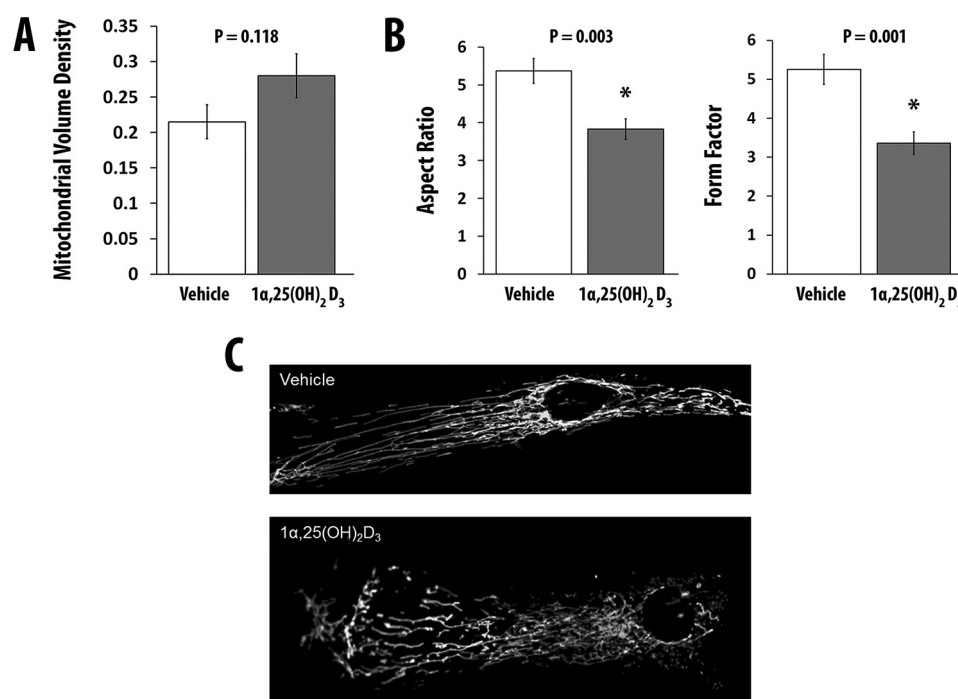 A
Mitochondrial Volume Density
P = 0.118
0.35
0.3
0.25
0.2
0.15
0.1
0.05
0
Vehicle
1α,25(OH)₂ D₃
B
Aspect Ratio
P = 0.003
6
5
4
3
2
1
0
*
Vehicle
1α,25(OH)₂ D₃
Form Factor
P = 0.001
6
5
4
3
2
1
0
*
Vehicle
1α,25(OH)₂ D
C
Vehicle
1α,25(OH)₂D₃